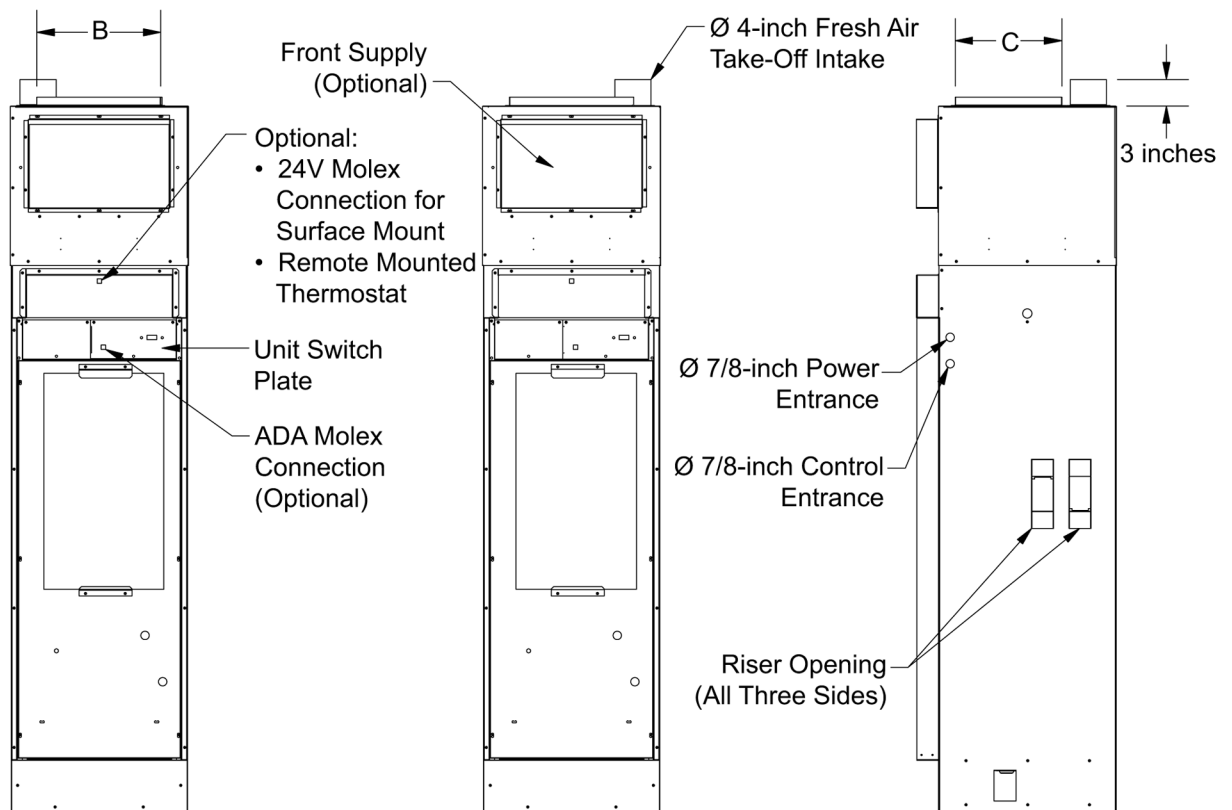 B
Front Supply
(Optional)
Ø 4-inch Fresh Air
Take-Off Intake
C
3 inches
Optional:
• 24V Molex
Connection for
Surface Mount
• Remote Mounted
Thermostat
Unit Switch
Plate
ADA Molex
Connection
(Optional)
Ø 7/8-inch Power
Entrance
Ø 7/8-inch Control
Entrance
Riser Opening
(All Three Sides)